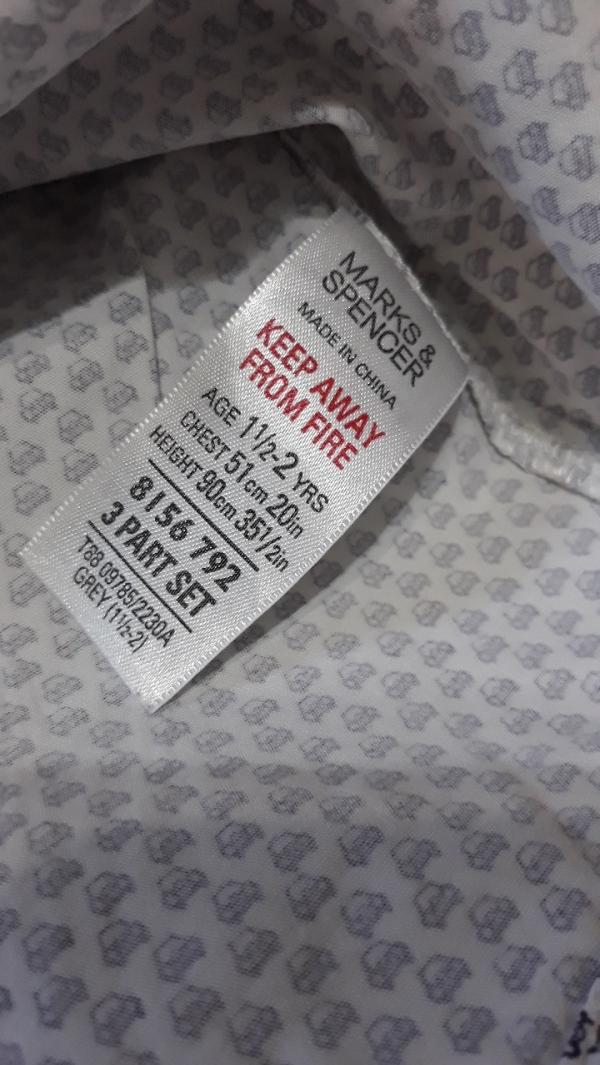 MARKS &
SPENCER
MADE IN CHINA
KEEP AWAY
FROM FIRE
AGE 1½-2 YRS
CHEST 51cm 20in
HEIGHT 90cm 35½in
8156 792
3 PART SET
T88 09785/2230A
GREY (1½-2)